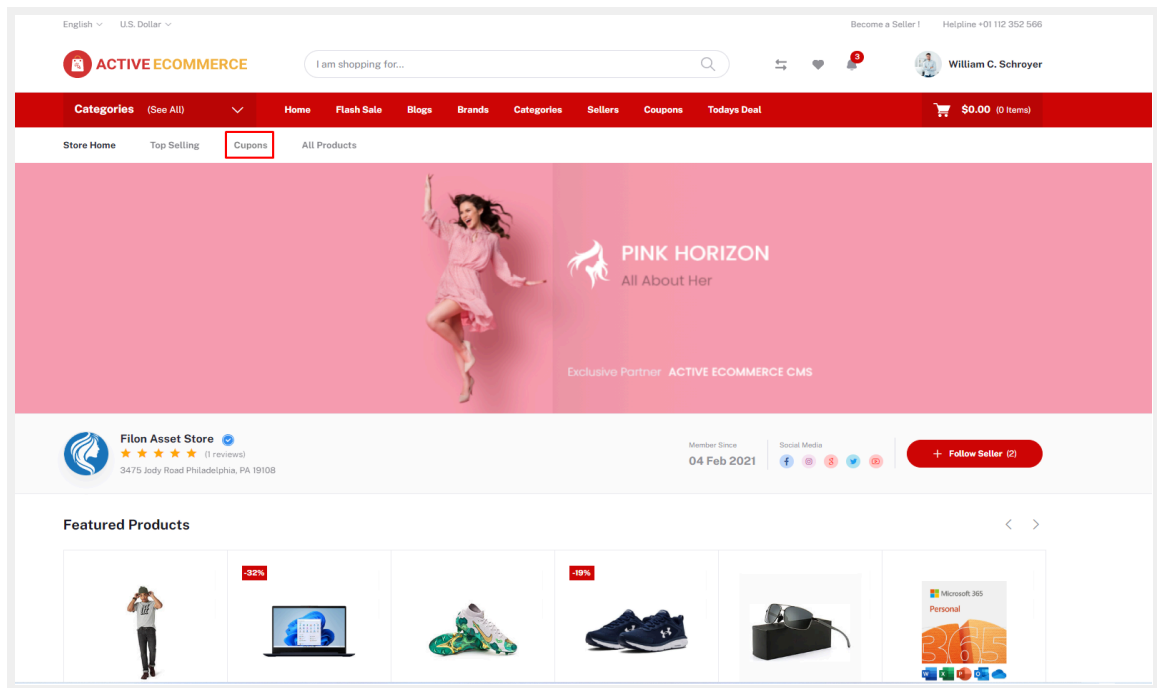 English U.S. Dollar Become a Seller ! Helpline +01 112 352 566
ACTIVE ECOMMERCE I am shopping for... 3 William C. Schroyer
Categories (See All) Home Flash Sale Blogs Brands Categories Sellers Coupons Todays Deal $0.00 (0 Items)
Store Home Top Selling Cupons All Products
PINK HORIZON
All About Her
Exclusive Partner ACTIVE ECOMMERCE CMS
Filon Asset Store
(1 reviews)
3475 Jody Road Philadelphia, PA 19108
Member Since
04 Feb 2021
Social Media
+ Follow Seller (2)
Featured Products
-32%
-19%
Microsoft 365
Personal
365